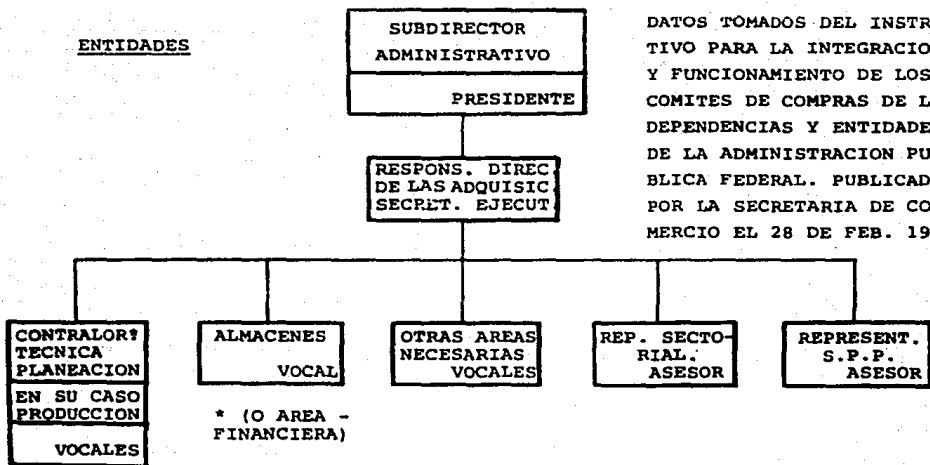 ENTIDADES
SUBDIRECTOR
ADMINISTRATIVO
PRESIDENTE
DATOS TOMADOS DEL INSTR
TIVO PARA LA INTEGRACIO
Y FUNCIONAMIENTO DE LOS
COMITES DE COMPRAS DE L
DEPENDENCIAS Y ENTIDADE
DE LA ADMINISTRACION PU
BLICA FEDERAL. PUBLICAD
POR LA SECRETARIA DE CO
MERCIO EL 28 DE FEB. 19
RESPONS. DIREC
DE LAS ADQUISIC
SECRET. EJECUT
CONTRALOR*
TECNICA
PLANEACION
EN SU CASO
PRODUCCION
VOCALES
ALMACENES
VOCAL
* (O AREA -
FINANCIERA)
OTRAS AREAS
NECESARIAS
VOCALES
REP. SECTO-
RIAL.
ASESOR
REPRESENT.
S.P.P.
ASESOR